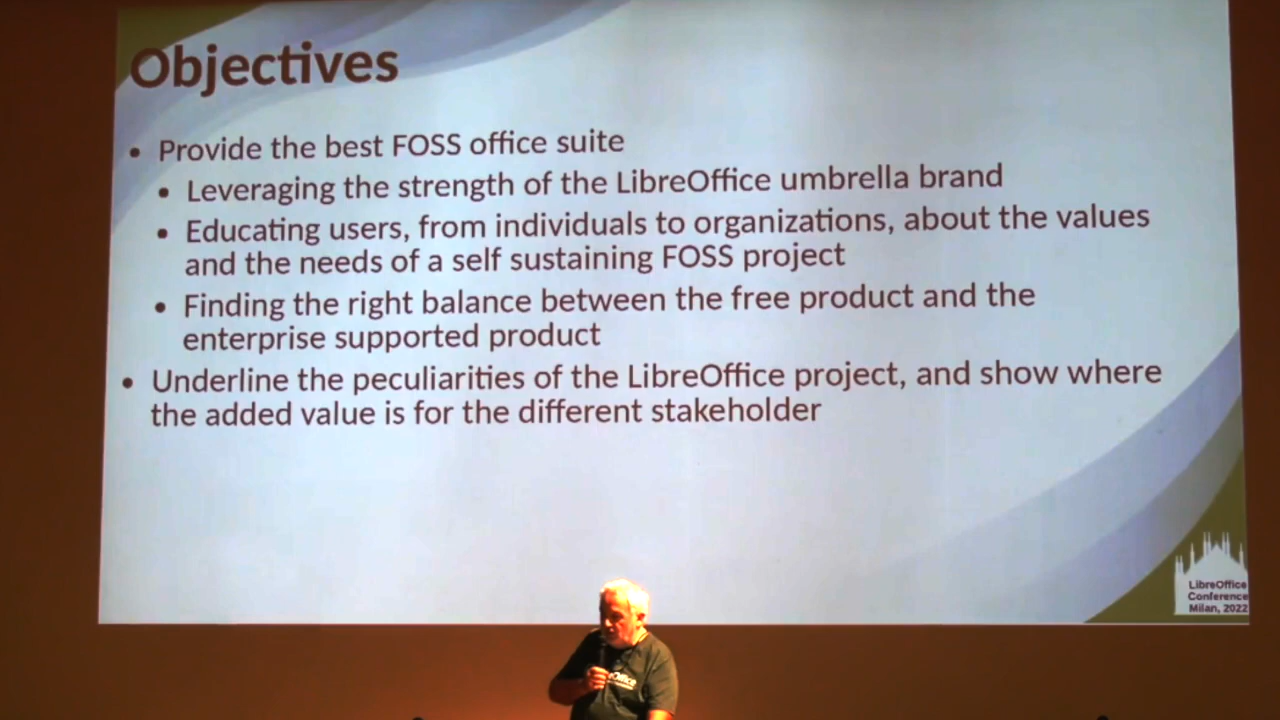 Objectives
• Provide the best FOSS office suite
• Leveraging the strength of the LibreOffice umbrella brand
• Educating users, from individuals to organizations, about the values
and the needs of a self sustaining FOSS project
• Finding the right balance between the free product and the
enterprise supported product
• Underline the peculiarities of the LibreOffice project, and show where
the added value is for the different stakeholder
LibreOffice
Conference
Milan, 2022